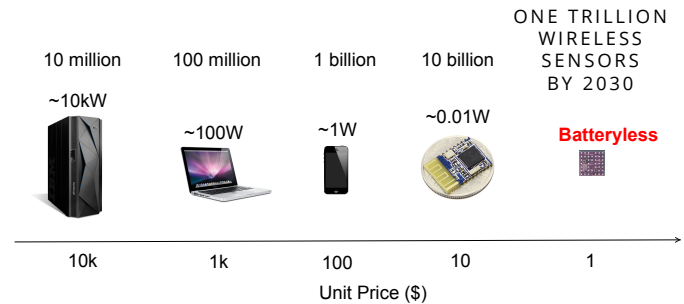 ONE TRILLION
WIRELESS
SENSORS
BY 2030
10 million
100 million
1 billion
10 billion
~10kW
~100W
~1W
~0.01W
Batteryless
10k
1k
100
10
1
Unit Price ($)